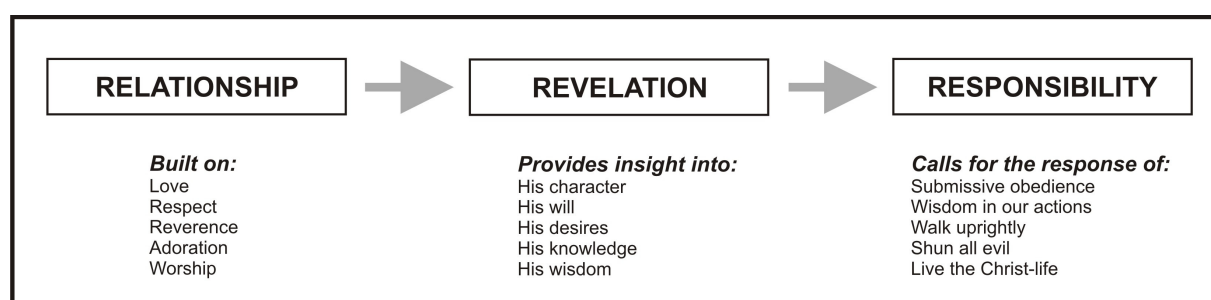 RELATIONSHIP
REVELATION
RESPONSIBILITY
Built on:
Love
Respect
Reverence
Adoration
Worship
Provides insight into:
His character
His will
His desires
His knowledge
His wisdom
Calls for the response of:
Submissive obedience
Wisdom in our actions
Walk uprightly
Shun all evil
Live the Christ-life